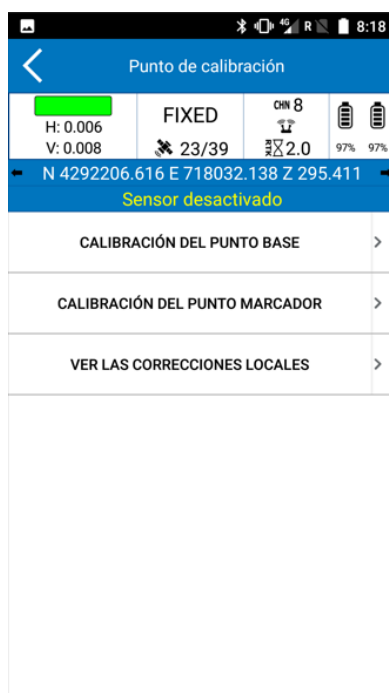 4G R 8:18
Punto de calibración
H: 0.006
V: 0.008
FIXED
23/39
CHN 8
RTK 2.0
97% 97%
N 4292206.616 E 718032.138 Z 295.411
Sensor desactivado
CALIBRACIÓN DEL PUNTO BASE
CALIBRACIÓN DEL PUNTO MARCADOR
VER LAS CORRECCIONES LOCALES